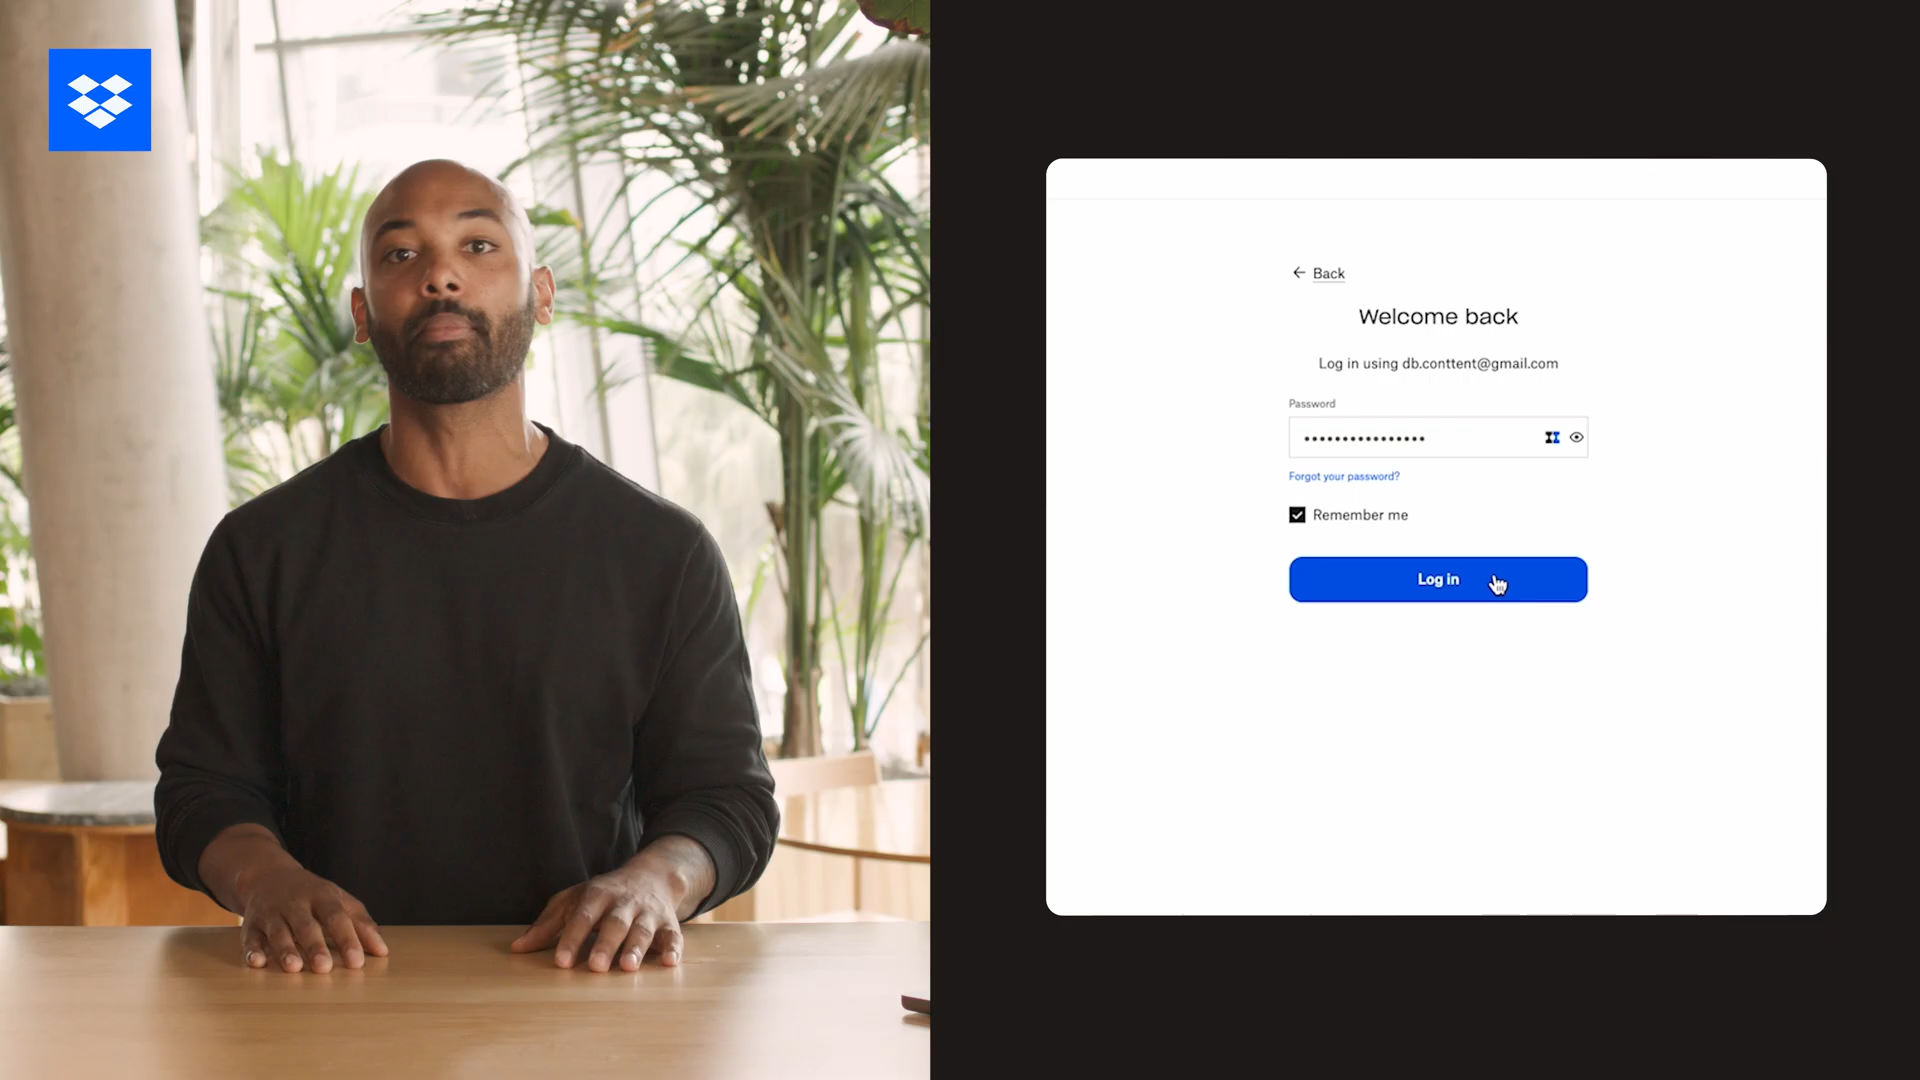 Back
Welcome back
Log in using db.conttent@gmail.com
Password
Forgot your password?
Remember me
Log in